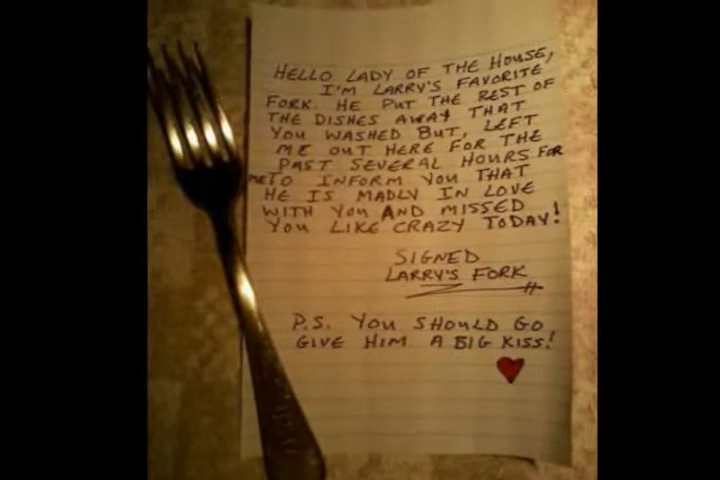 HELLO LADY OF THE HOUSE,
I'M LARRY'S FAVORITE
FORK. HE PUT THE REST OF
THE DISHES AWAY THAT
YOU WASHED BUT, LEFT
ME OUT HERE FOR THE
PAST SEVERAL HOURS FOR
ME TO INFORM YOU THAT
HE IS MADLY IN LOVE
WITH YOU AND MISSED
YOU LIKE CRAZY TODAY!
SIGNED
LARRY'S FORK
P.S. YOU SHOULD GO
GIVE HIM A BIG KISS!